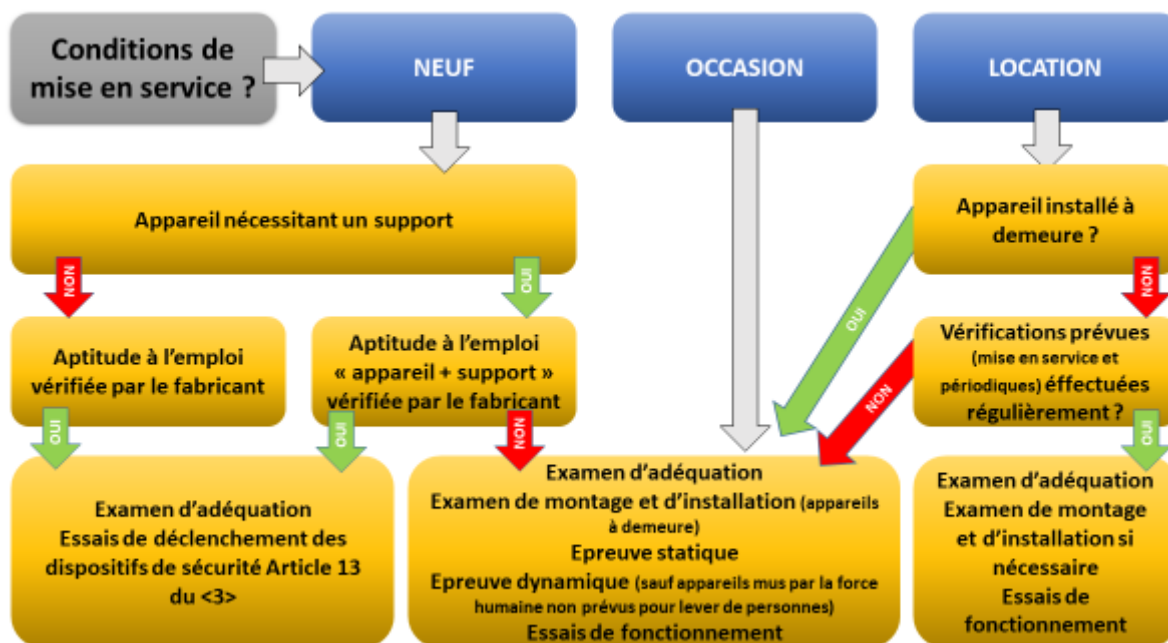 Conditions de
mise en service ?
NEUF
OCCASION
LOCATION
Appareil nécessitant un support
Appareil installé à
demeure ?
NON
OUI
OUI
NON
Aptitude à l'emploi
vérifiée par le fabricant
Aptitude à l'emploi
« appareil + support »
vérifiée par le fabricant
Vérifications prévues
(mise en service et
périodiques) éffectuées
régulièrement ?
OUI
OUI
NON
NON
OUI
Examen d'adéquation
Essais de déclenchement des
dispositifs de sécurité Article 13
du <3>
Examen d'adéquation
Examen de montage et d'installation (appareils
à demeure)
Epreuve statique
Epreuve dynamique (sauf appareils mus par la force
humaine non prévus pour lever de personnes)
Essais de fonctionnement
Examen d'adéquation
Examen de montage
et d'installation si
nécessaire
Essais de
fonctionnement